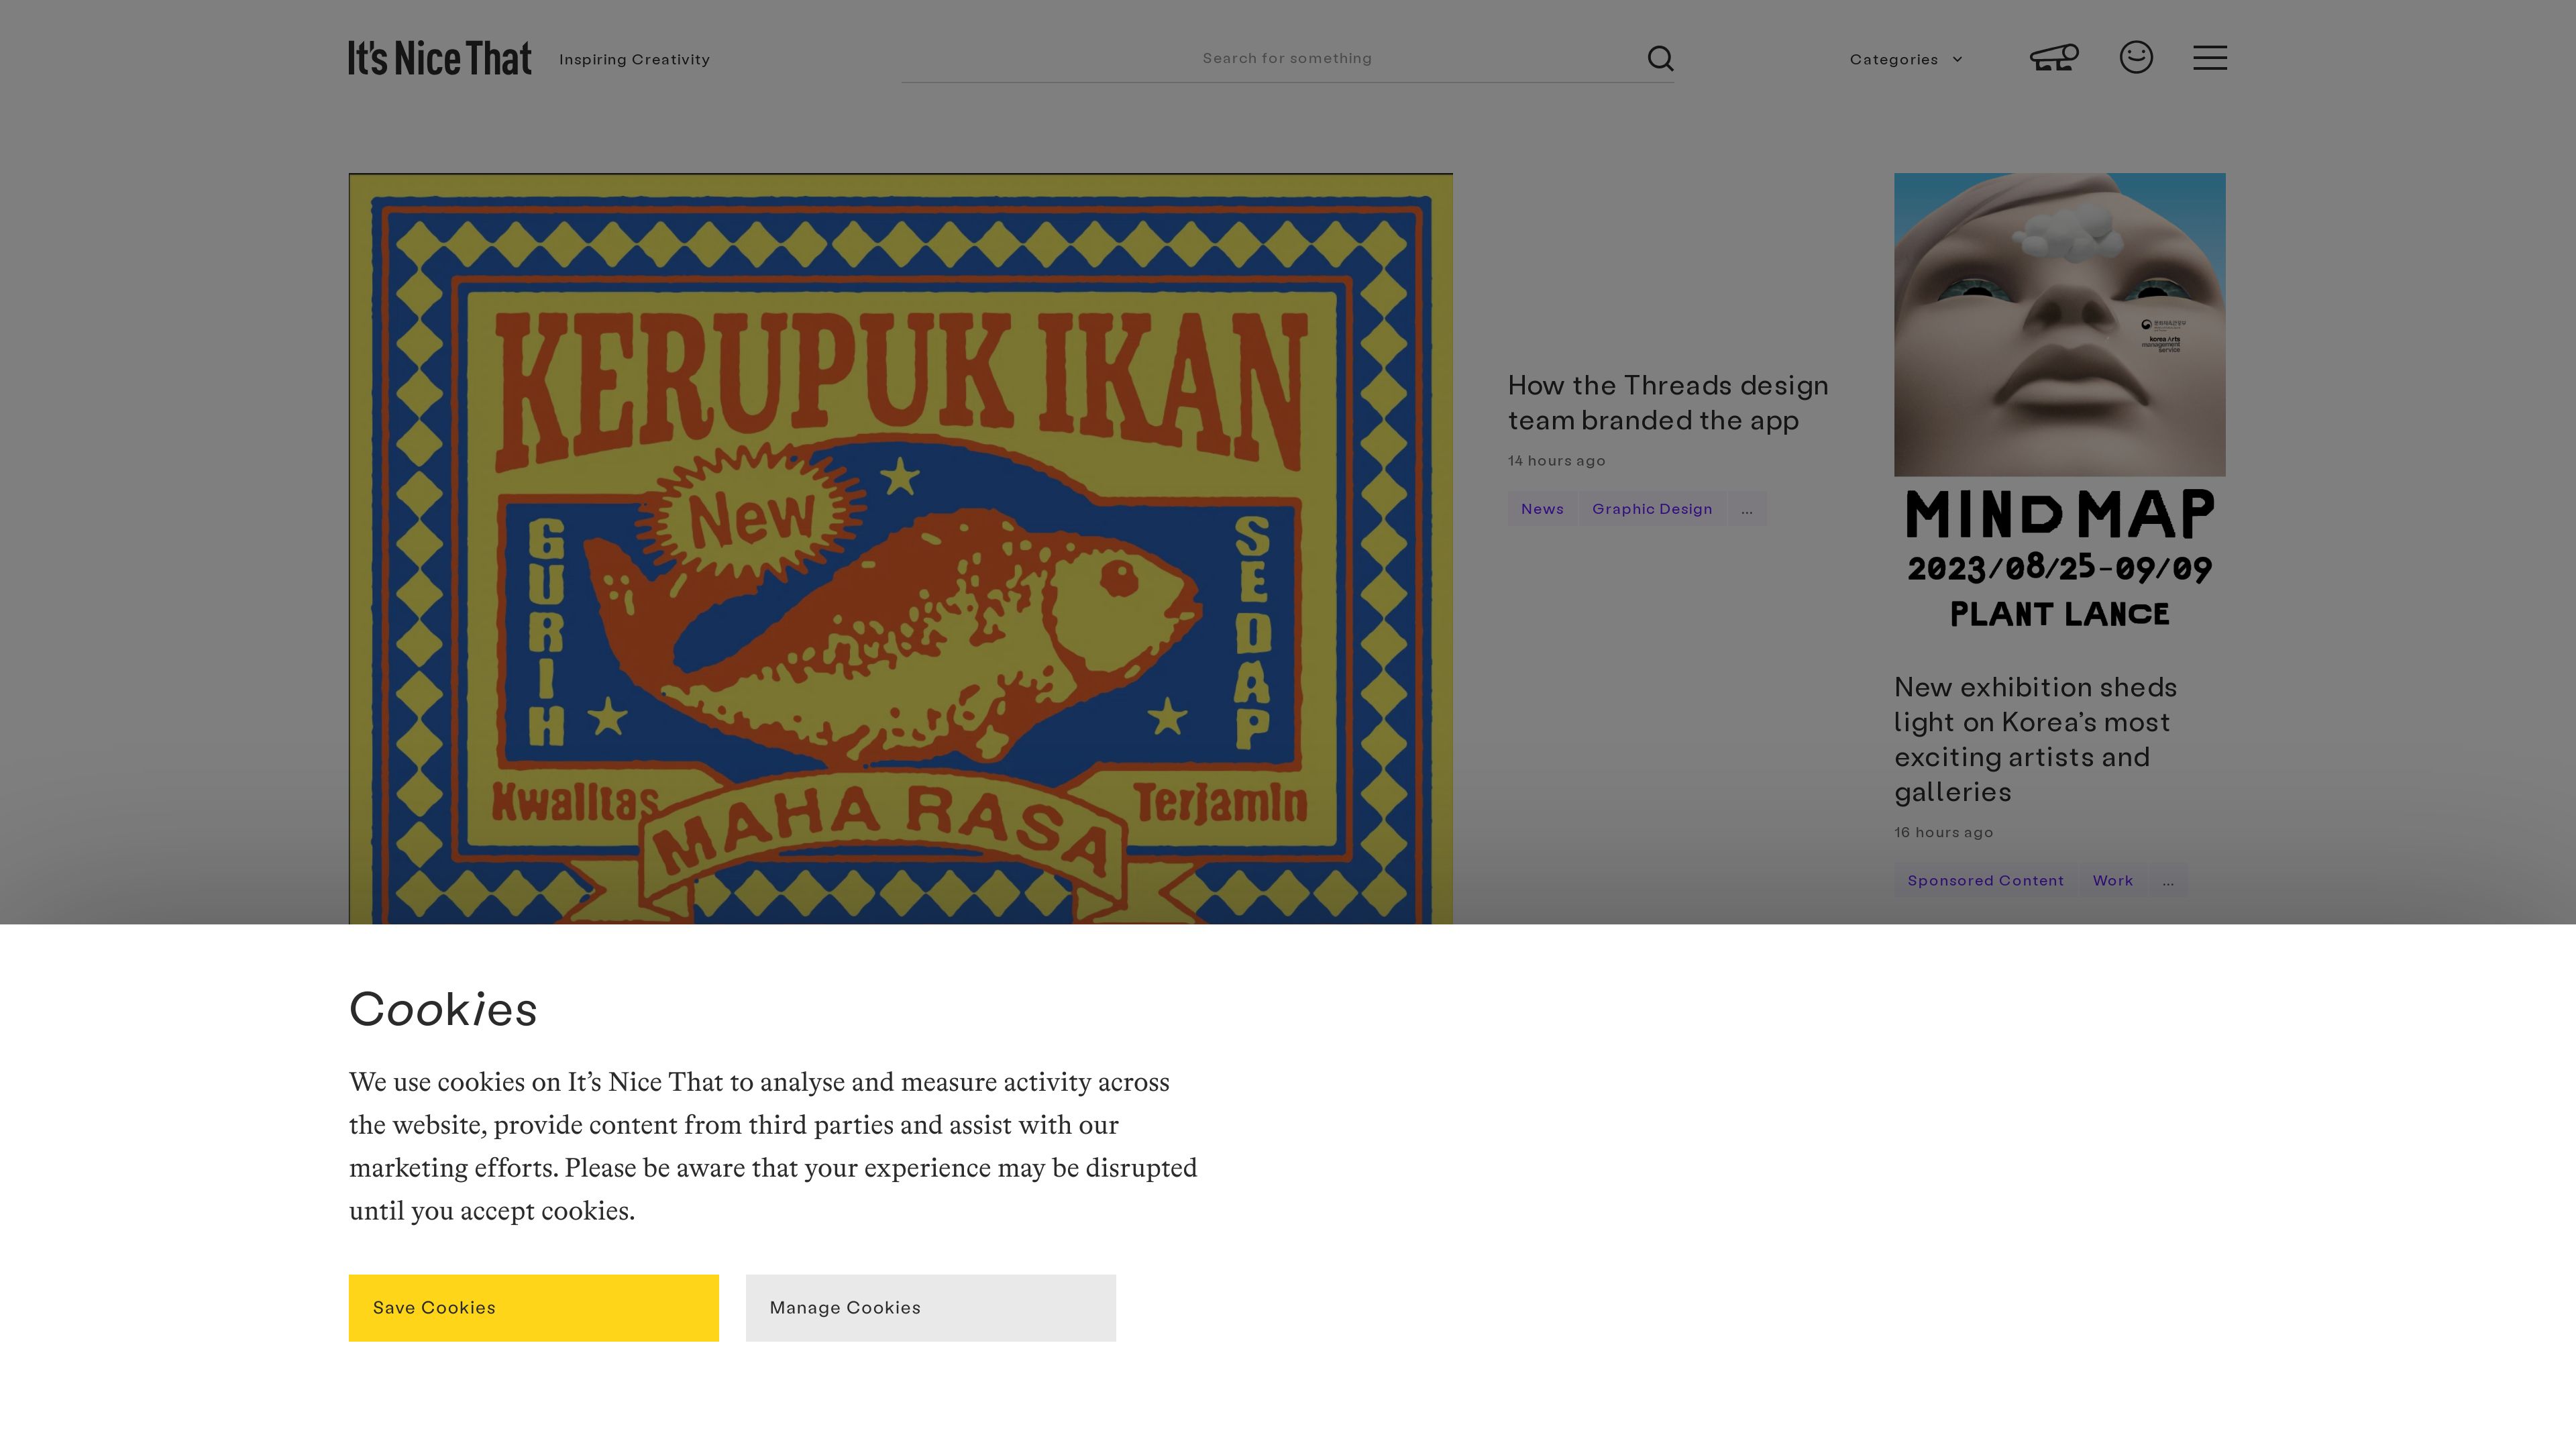 It's Nice That
Inspiring Creativity
Search for something
Categories
KERUPUK IKAN
New
GURIH
SEDAP
Kwalitas
Terjamin
MAHA RASA
How the Threads design
team branded the app
14 hours ago
News
Graphic Design
...
korea Arts
management
service
MIND MAP
2023/08/25-09/09
PLANT LANCE
New exhibition sheds
light on Korea’s most
exciting artists and
galleries
16 hours ago
Sponsored Content
Work
...
Cookies
We use cookies on It’s Nice That to analyse and measure activity across
the website, provide content from third parties and assist with our
marketing efforts. Please be aware that your experience may be disrupted
until you accept cookies.
Save Cookies
Manage Cookies